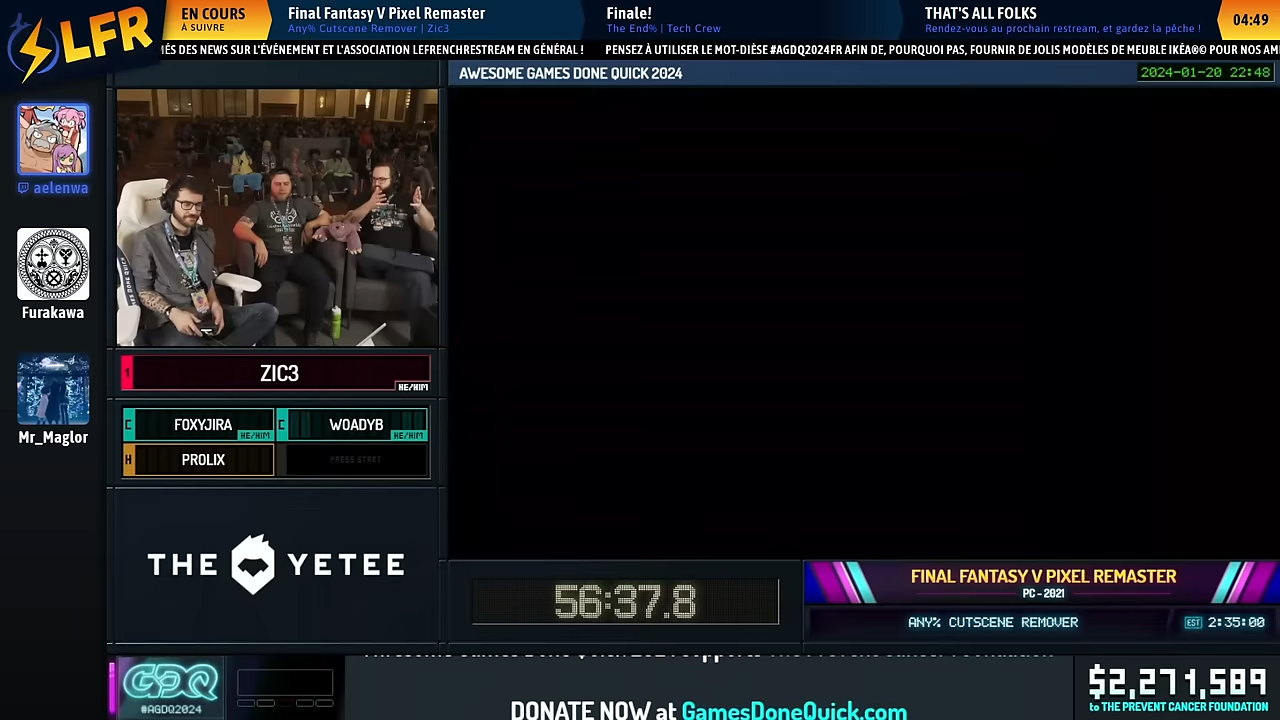 LFR
EN COURS
À SUIVRE
Final Fantasy V Pixel Remaster
Any% Cutscene Remover | Zic3
Finale!
The End% | Tech Crew
THAT'S ALL FOLKS
Rendez-vous au prochain restream, et gardez la pêche !
04:49
ÉS DES NEWS SUR L'ÉVÉNEMENT ET L'ASSOCIATION LEFRENCHRESTREAM EN GÉNÉRAL ! PENSEZ À UTILISER LE MOT-DIÈSE #AGDQ2024FR AFIN DE, POURQUOI PAS, FOURNIR DE JOLIS MODÈLES DE MEUBLE IKÉA©© POUR NOS AM
AWESOME GAMES DONE QUICK 2024
2024-01-20 22:48
aelenwa
Furakawa
Mr_Maglor
1 ZIC3
HE/HIM
C FOXYJIRA HE/HIM
C WOADYB HE/HIM
H PROLIX
PRESS START
THE YETEE
56:37.8
FINAL FANTASY V PIXEL REMASTER
PC - 2021
ANY% CUTSCENE REMOVER
EST 2:35:00
GDQ
#AGDQ2024
DONATE NOW at GamesDoneQuick.com
$2,271,589
to THE PREVENT CANCER FOUNDATION